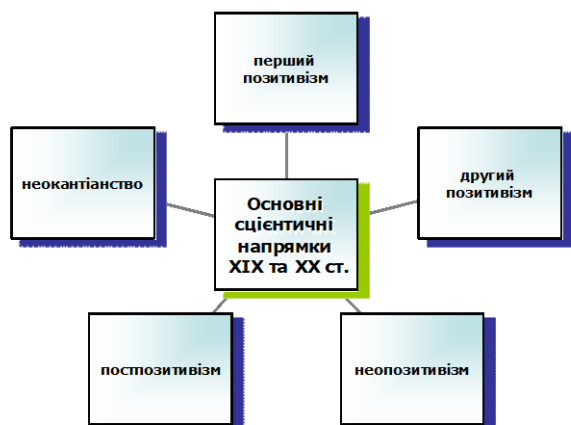 перший
позитивізм
неокантіанство
другий
позитивізм
Основні
сцієнтичні
напрямки
XIX та XX ст.
постпозитивізм
неопозитивізм